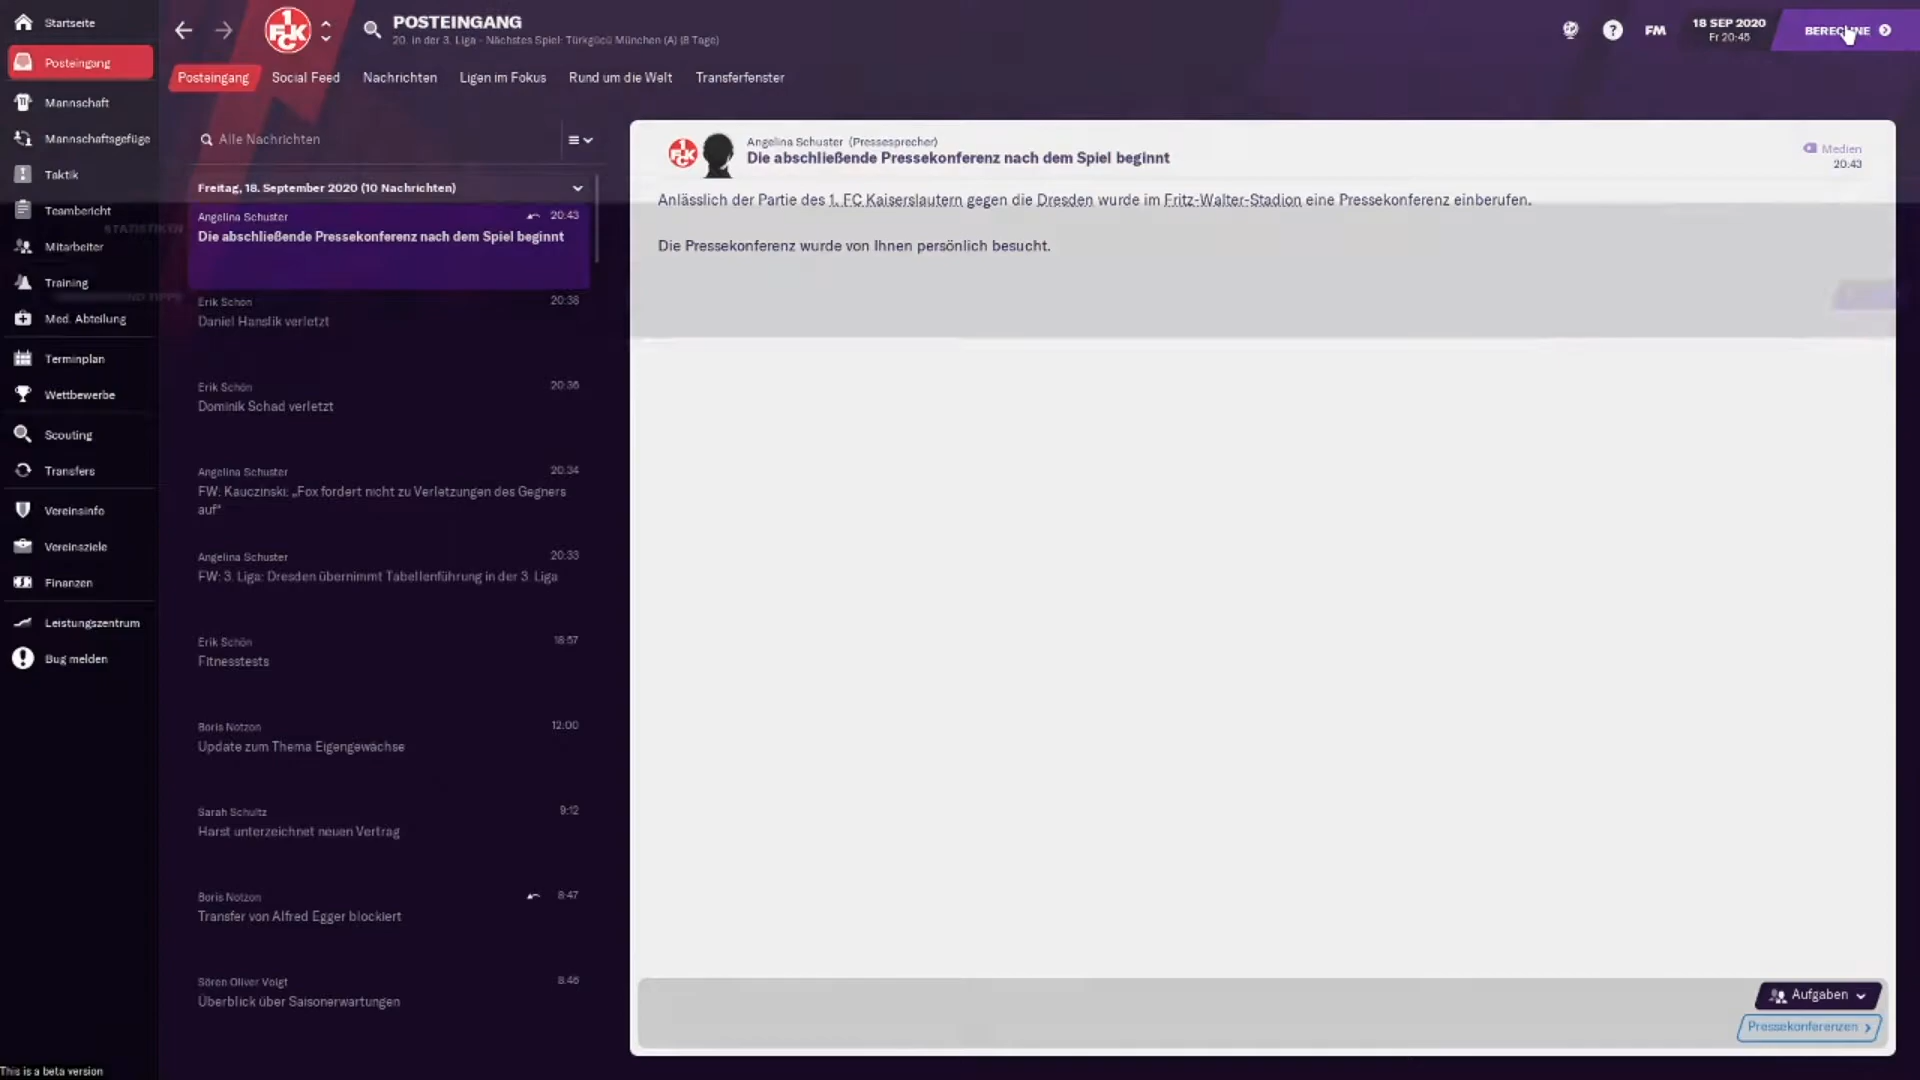 Startseite
Posteingang
Mannschaft
Mannschaftsgefüge
Taktik
Teambericht
Mitarbeiter
Training
Med. Abteilung
Terminplan
Wettbewerbe
Scouting
Transfers
Vereinsinfo
Vereinsziele
Finanzen
Leistungszentrum
Bug melden
This is a beta version
POSTEINGANG
20. in der 3. Liga - Nächstes Spiel: Türkgücü München (A) (8 Tage)
FM
18 SEP 2020
Fr 20:45
BERECHNE
Posteingang Social Feed Nachrichten Ligen im Fokus Rund um die Welt Transferfenster
Alle Nachrichten
Freitag, 18. September 2020 (10 Nachrichten)
Angelina Schuster 20:43
Die abschließende Pressekonferenz nach dem Spiel beginnt
Erik Schön 20:38
Daniel Hanslik verletzt
Erik Schön 20:36
Dominik Schad verletzt
Angelina Schuster 20:34
FW: Kauczinski: „Fox fordert nicht zu Verletzungen des Gegners
auf“
Angelina Schuster 20:33
FW: 3. Liga: Dresden übernimmt Tabellenführung in der 3. Liga
Erik Schön 18:57
Fitnesstests
Boris Notzon 12:00
Update zum Thema Eigengewächse
Sarah Schultz 9:12
Harst unterzeichnet neuen Vertrag
Boris Notzon 8:47
Transfer von Alfred Egger blockiert
Sören Oliver Voigt 8:46
Überblick über Saisonerwartungen
Angelina Schuster (Pressesprecher)
Die abschließende Pressekonferenz nach dem Spiel beginnt
Medien
20:43
Anlässlich der Partie des 1. FC Kaiserslautern gegen die Dresden wurde im Fritz-Walter-Stadion eine Pressekonferenz einberufen.
Die Pressekonferenz wurde von Ihnen persönlich besucht.
Aufgaben
Pressekonferenzen